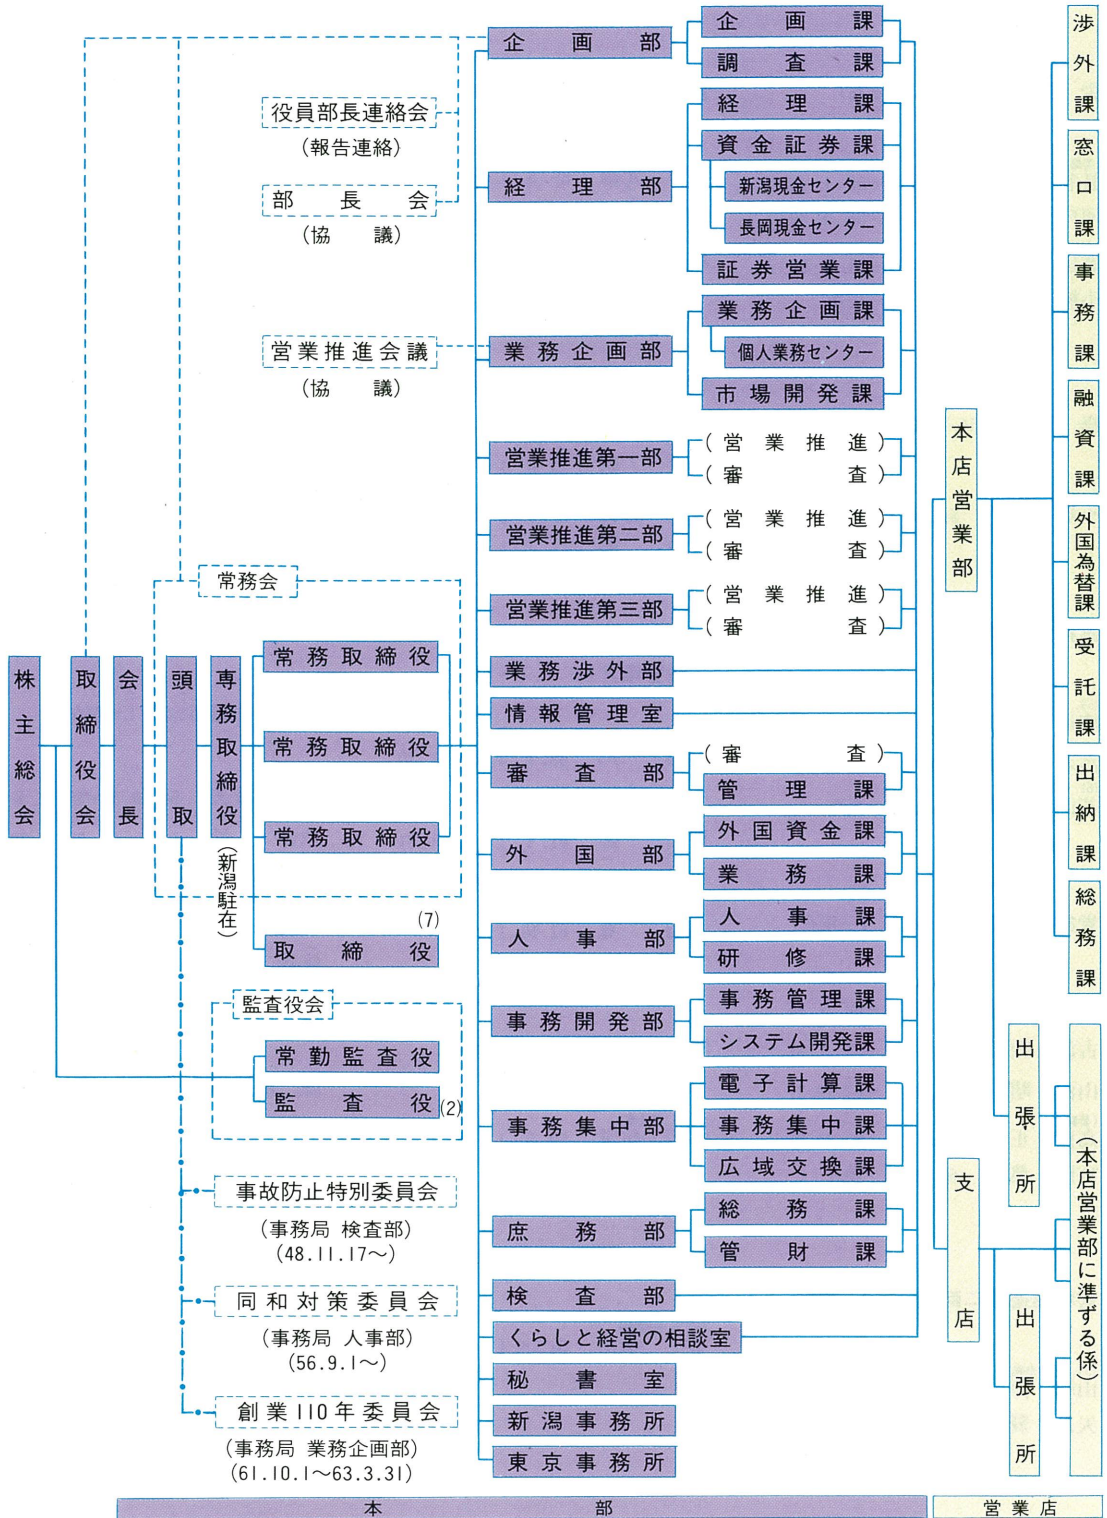 株主総会
取締役会
会長
頭取
専務取締役
(新潟駐在)
常務会
常務取締役
常務取締役
常務取締役
(7)
取締役
監査役会
常勤監査役
監査役(2)
役員部長連絡会
(報告連絡)
部長会
(協議)
営業推進会議
(協議)
事故防止特別委員会
(事務局 検査部)
(48.11.17~)
同和対策委員会
(事務局 人事部)
(56.9.1~)
創業110年委員会
(事務局 業務企画部)
(61.10.1~63.3.31)
企画部
企画課
調査課
経理部
経理課
資金証券課
新潟現金センター
長岡現金センター
証券営業課
業務企画部
業務企画課
個人業務センター
市場開発課
営業推進第一部
(営業推進)
(審査)
営業推進第二部
(営業推進)
(審査)
営業推進第三部
(営業推進)
(審査)
業務渉外部
情報管理室
審査部
(審査)
管理課
外国部
外国資金課
業務課
人事部
人事課
研修課
事務開発部
事務管理課
システム開発課
事務集中部
電子計算課
事務集中課
広域交換課
庶務部
総務課
管財課
検査部
くらしと経営の相談室
秘書室
新潟事務所
東京事務所
本店営業部
渉外課
窓口課
事務課
融資課
外国為替課
受託課
出納課
総務課
出張所
支店
出張所
(本店営業部に準ずる係)
本部
営業店